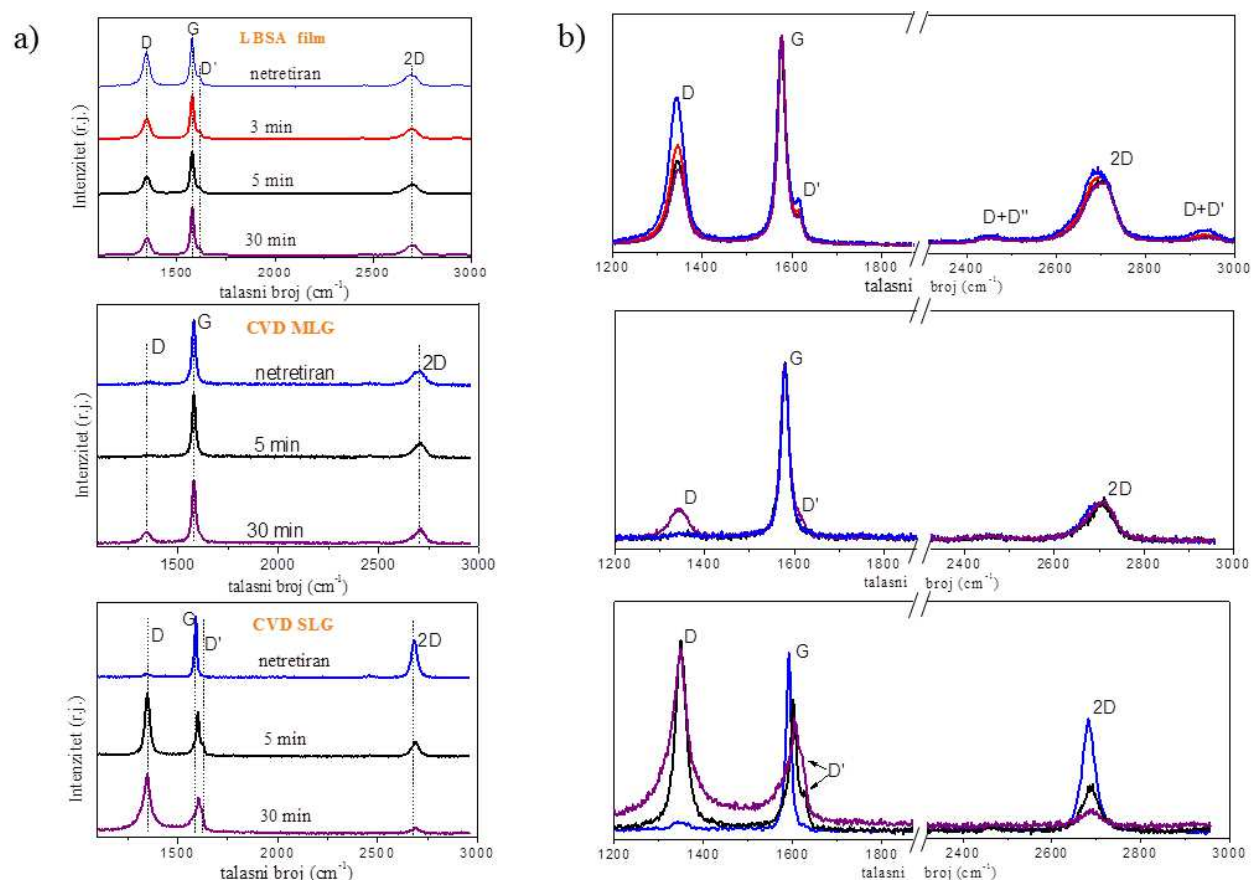 a)
LBSA film
D
G
D'
2D
netretiran
3 min
5 min
30 min
Intenzitet (r.j.)
1500 2000 2500 3000
talasni broj (cm⁻¹)
CVD MLG
D
G
2D
netretiran
5 min
30 min
Intenzitet (r.j.)
1500 2000 2500 3000
talasni broj (cm⁻¹)
CVD SLG
D
G
D'
2D
netretiran
5 min
30 min
Intenzitet (r.j.)
1500 2000 2500 3000
talasni broj (cm⁻¹)
b)
G
D
D'
2D
D+D"
D+D'
1200 1400 1600 1800 2400 2600 2800 3000
talasni broj (cm⁻¹)
G
D
D'
2D
1200 1400 1600 1800 2400 2600 2800 3000
talasni broj (cm⁻¹)
D
G
D'
2D
1200 1400 1600 1800 2400 2600 2800 3000
talasni broj (cm⁻¹)